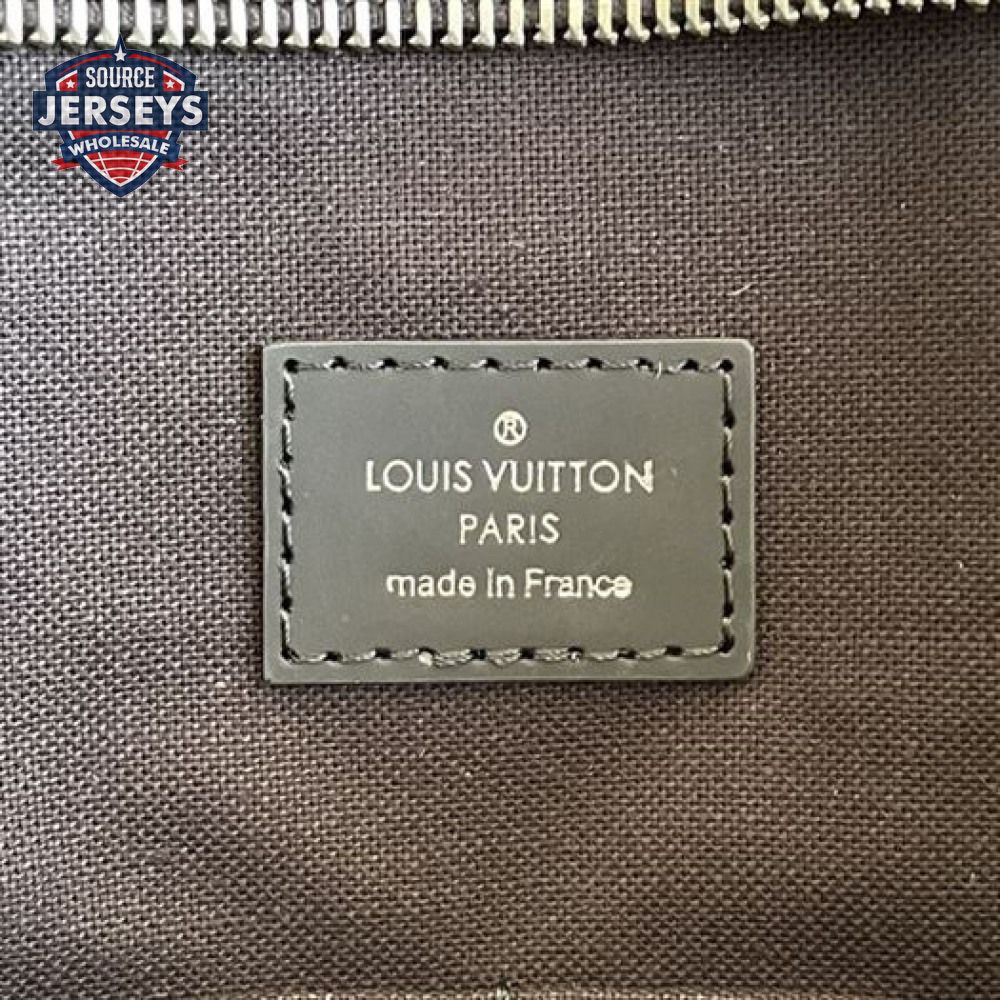 SOURCE
JERSEYS
WHOLESALE
®
LOUIS VUITTON
PARIS
made in France